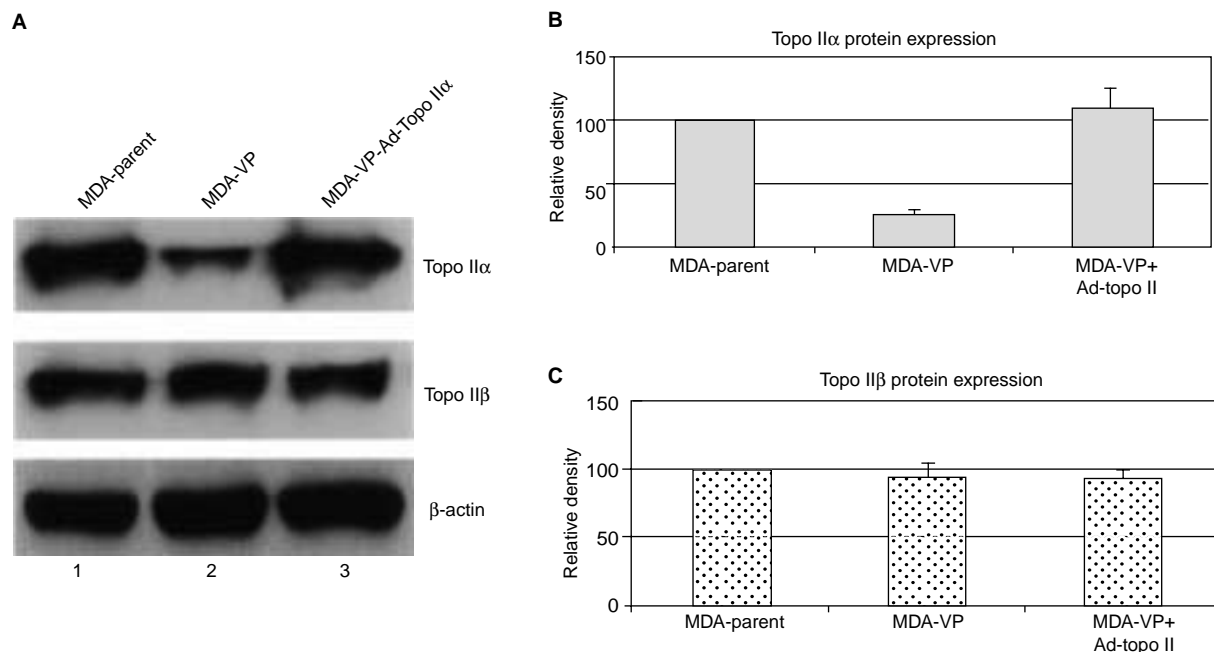 A
MDA-parent
MDA-VP
MDA-VP-Ad-Topo IIα
Topo IIα
Topo IIβ
β-actin
1 2 3
B
Topo IIα protein expression
Relative density
150
100
50
0
MDA-parent
MDA-VP
MDA-VP+
Ad-topo II
C
Topo IIβ protein expression
Relative density
150
100
50
0
MDA-parent
MDA-VP
MDA-VP+
Ad-topo II